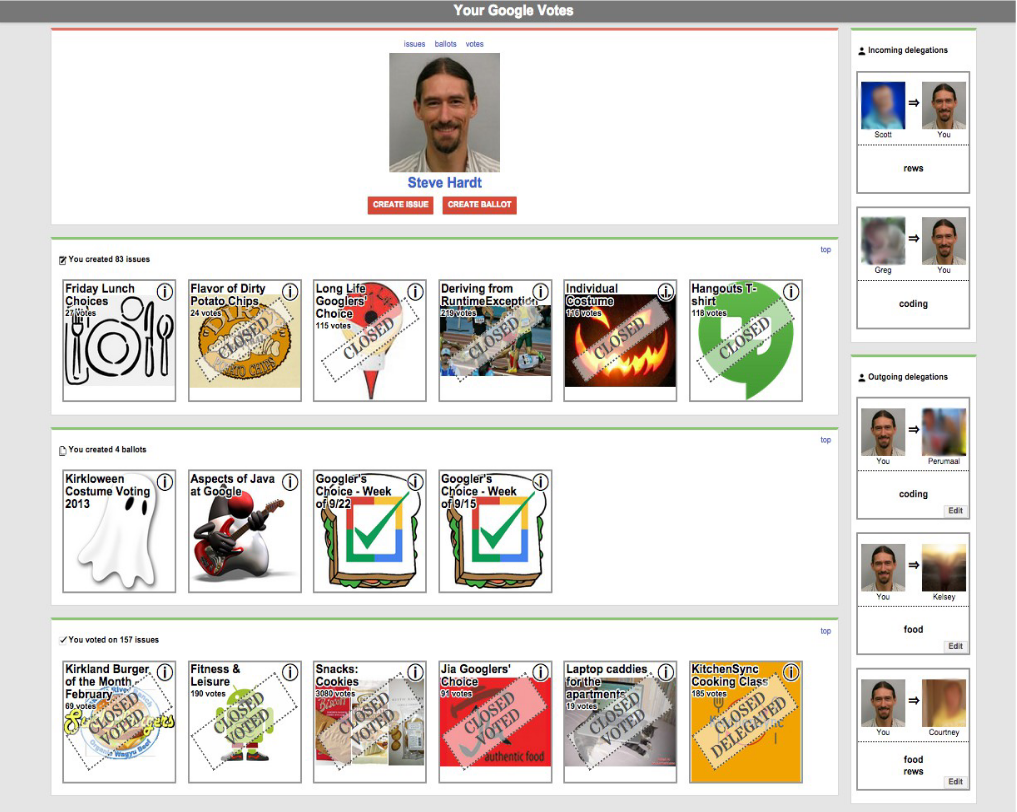 Your Google Votes
issues ballots votes
Steve Hardt
CREATE ISSUE CREATE BALLOT
You created 83 issues
top
Friday Lunch
Choices
27 votes
Flavor of Dirty
Potato Chips
24 votes
CLOSED
Long Life
Googlers'
Choice
115 votes
CLOSED
Deriving from
RuntimeException
219 votes
CLOSED
Individual
Costume
116 votes
CLOSED
Hangouts T-
shirt
118 votes
CLOSED
You created 4 ballots
top
Kirkloween
Costume Voting
2013
Aspects of Java
at Google
Googler's
Choice - Week
of 9/22
Googler's
Choice - Week
of 9/15
You voted on 157 issues
top
Kirkland Burger
of the Month -
February
69 votes
CLOSED
VOTED
Fitness &
Leisure
190 votes
CLOSED
VOTED
Snacks:
Cookies
3080 votes
CLOSED
VOTED
Jia Googlers'
Choice
91 votes
CLOSED
VOTED
authentic food
Laptop caddies
for the
apartments
19 votes
CLOSED
VOTED
KitchenSync
Cooking Class
185 votes
CLOSED
DELEGATED
Incoming delegations
Scott You
rews
Greg You
coding
Outgoing delegations
You Perumaal
coding
Edit
You Kelsey
food
Edit
You Courtney
food
rews
Edit